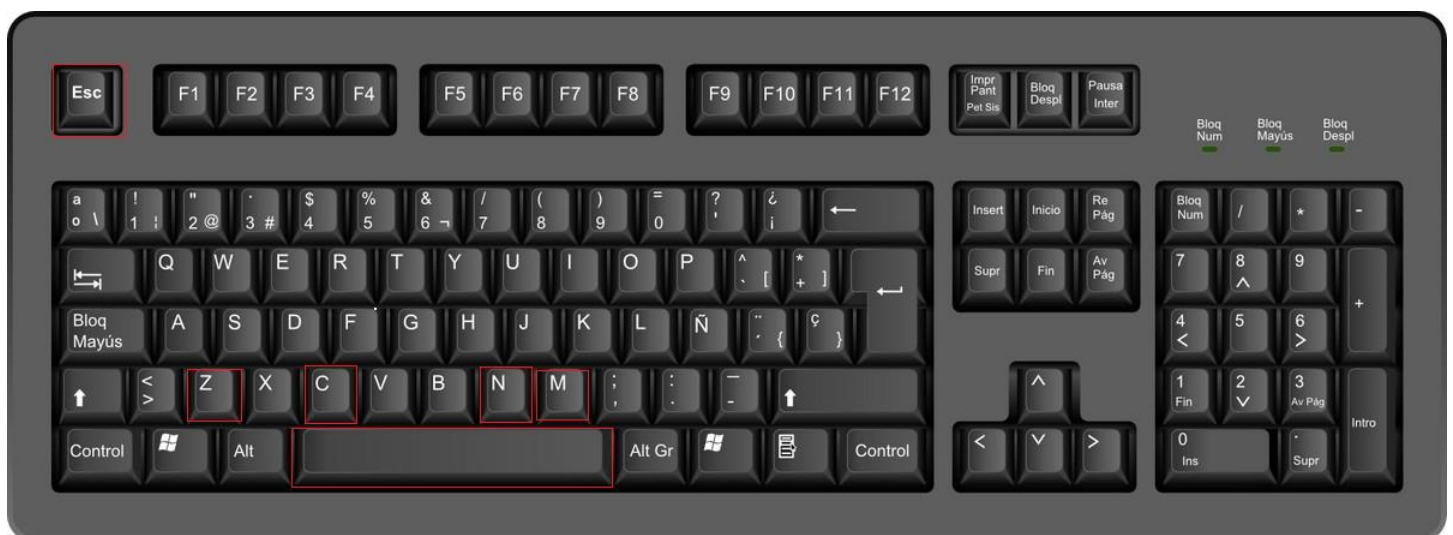 Esc F1 F2 F3 F4 F5 F6 F7 F8 F9 F10 F11 F12 Impr Pant Pet Sis Bloq Despl Pausa Inter
Bloq Num Bloq Mayús Bloq Despl
a o \ ! 1 ¦ " 2 @ · 3 # $ 4 % 5 & 6 ¬ / 7 ( 8 ) 9 = 0 ? ' ¿ ¡ Insert Inicio Re Pág Bloq Num / * -
Q W E R T Y U I O P ^ ` [ * + ] Supr Fin Av Pág 7 8 9 +
Bloq Mayús A S D F G H J K L Ñ ¨ ´ { ç } 4 < 5 6 >
< > Z X C V B N M ; , : . _ - 1 Fin 2 3 Av Pág Intro
Control Alt Alt Gr Control < > 0 Ins . Supr